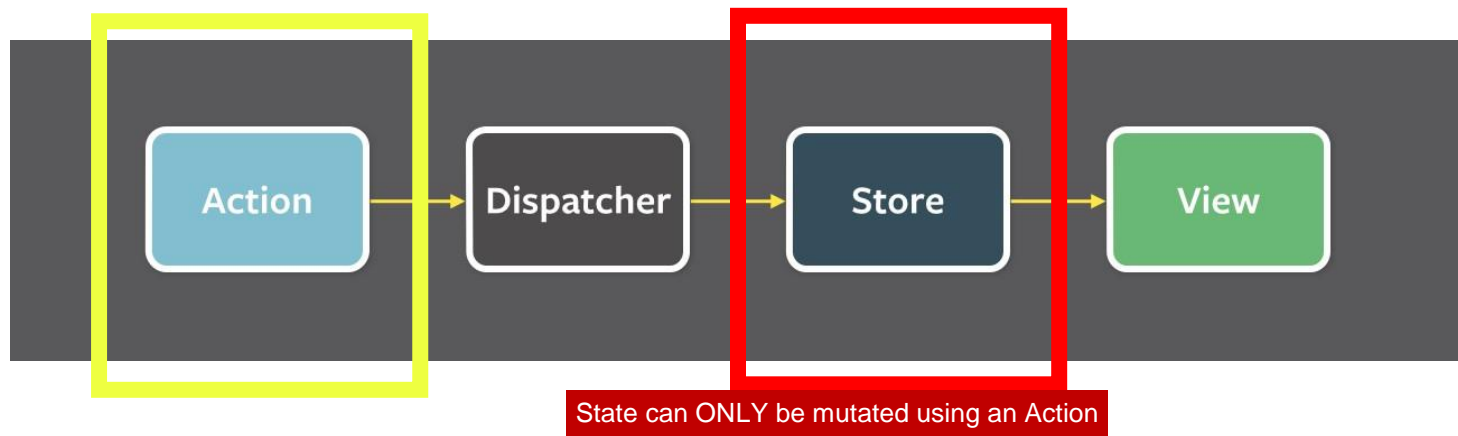 Action
Dispatcher
Store
View
State can ONLY be mutated using an Action